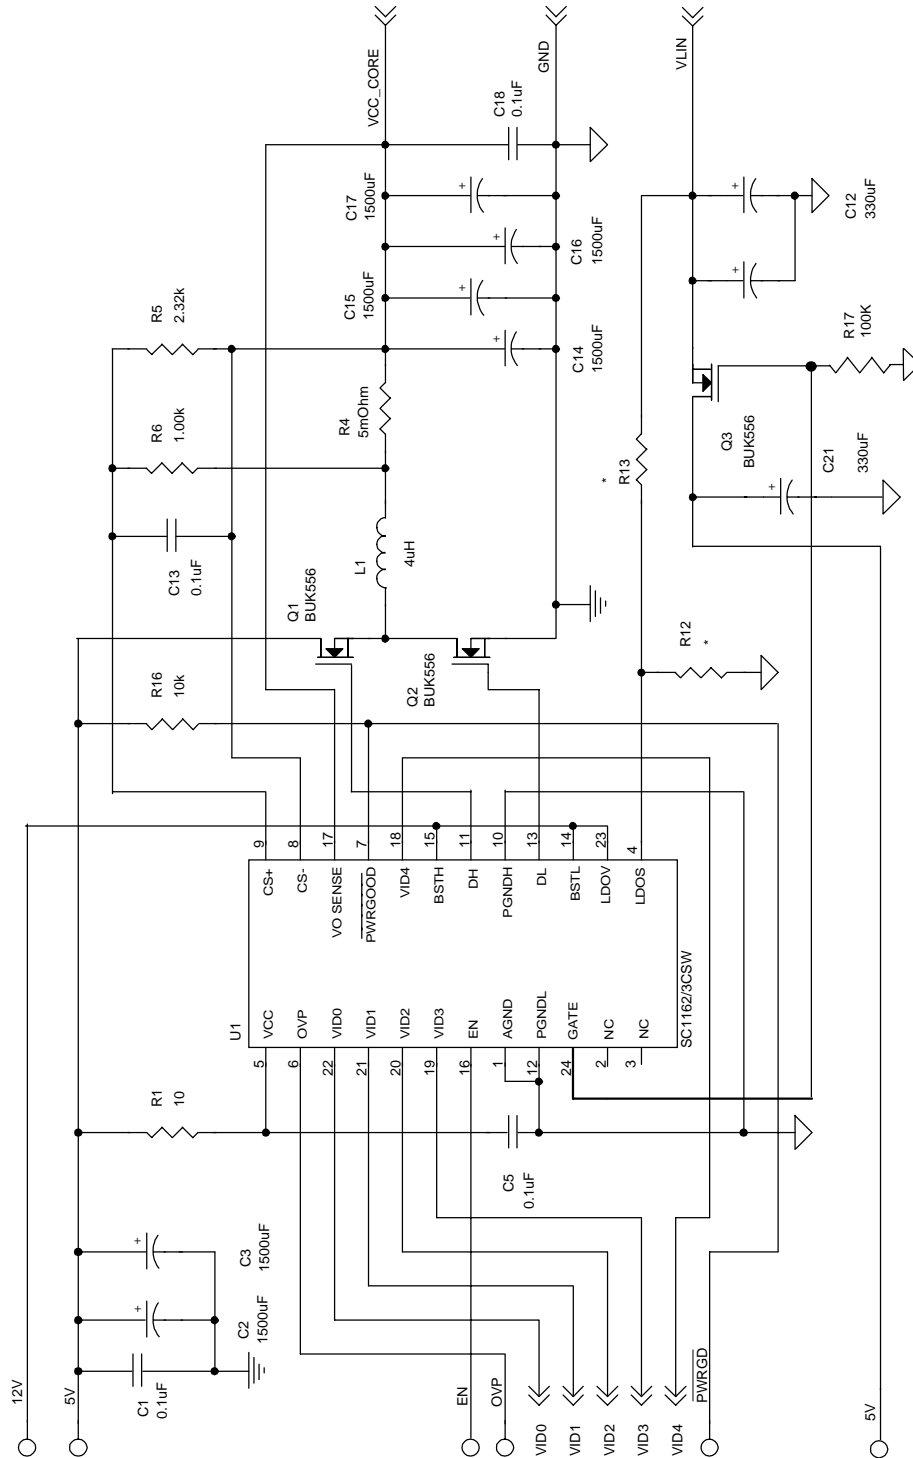 12V
5V
C1
0.1uF
C2
1500uF
C3
1500uF
+
+
R1
10
C5
0.1uF
EN
OVP
VID0
VID1
VID2
VID3
VID4
PWRGD
5V
U1
SC1162/3CSW
5
VCC
6
OVP
22
VID0
21
VID1
20
VID2
19
VID3
16
EN
1
AGND
12
PGNDL
24
GATE
2
NC
3
NC
CS+
9
CS-
8
VO SENSE
17
PWRGOOD
7
VID4
18
BSTH
15
DH
11
PGNDH
10
DL
13
BSTL
14
LDOV
23
LDOS
4
R16
10k
Q1
BUK556
Q2
BUK556
C13
0.1uF
R6
1.00k
R5
2.32k
L1
4uH
R4
5mOhm
C14
1500uF
+
C15
1500uF
+
C16
1500uF
+
C17
1500uF
+
C18
0.1uF
VCC_CORE
GND
VLIN
R12
*
R13
*
Q3
BUK556
C21
330uF
+
R17
100K
C12
330uF
+
+